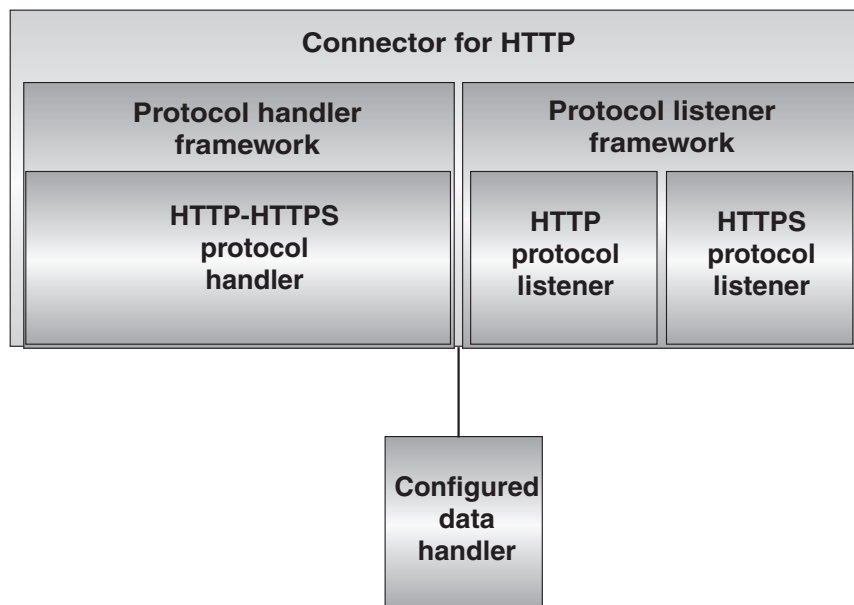 Connector for HTTP
Protocol handler
framework
HTTP-HTTPS
protocol
handler
Protocol listener
framework
HTTP
protocol
listener
HTTPS
protocol
listener
Configured
data
handler